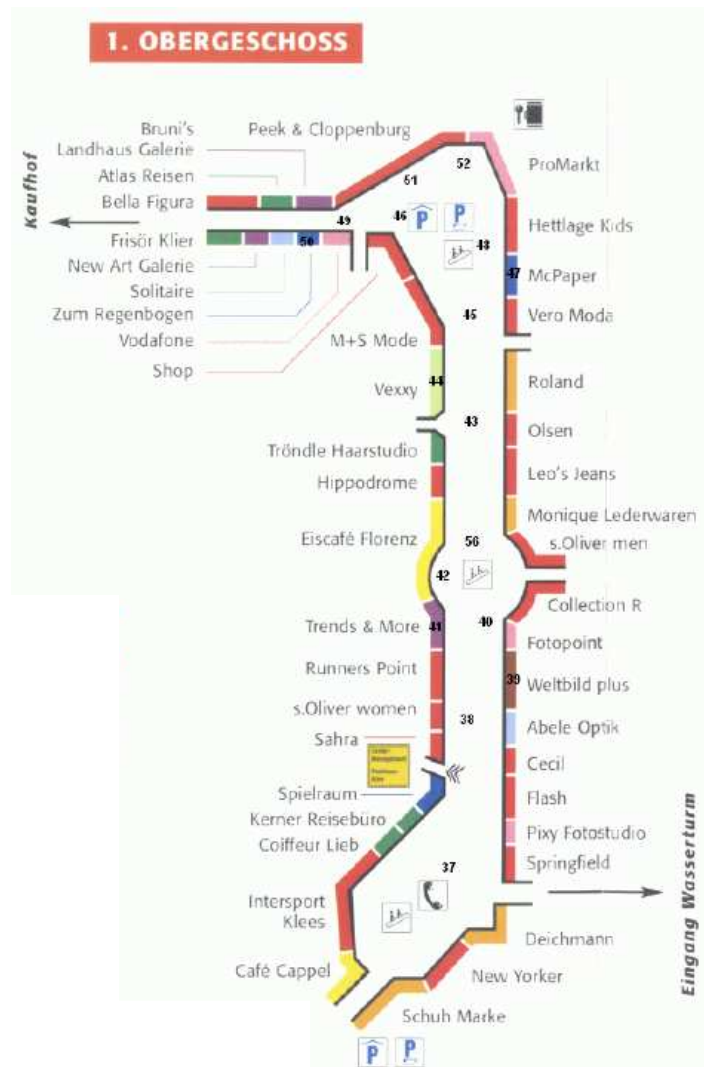 1. OBERGESCHOSS
Bruni's
Landhaus Galerie
Atlas Reisen
Bella Figura
Kaufhof
Frisör Klier
New Art Galerie
Solitaire
Zum Regenbogen
Vodafone
Shop
Peek & Cloppenburg
52
51
49
46
P
P
48
50
ProMarkt
Hettlage Kids
47
McPaper
Vero Moda
45
M+S Mode
44
Vexxy
43
Roland
Olsen
Leo's Jeans
Monique Lederwaren
s.Oliver men
Tröndle Haarstudio
Hippodrome
Eiscafé Florenz
56
42
40
Collection R
Trends & More
41
Fotopoint
Runners Point
39
Weltbild plus
s.Oliver women
38
Abele Optik
Sahra
Cecil
Spielraum
Flash
Kerner Reisebüro
Coiffeur Lieb
Pixy Fotostudio
37
Springfield
Intersport
Klees
Eingang Wasserturm
Café Cappel
Deichmann
New Yorker
Schuh Marke
P
P